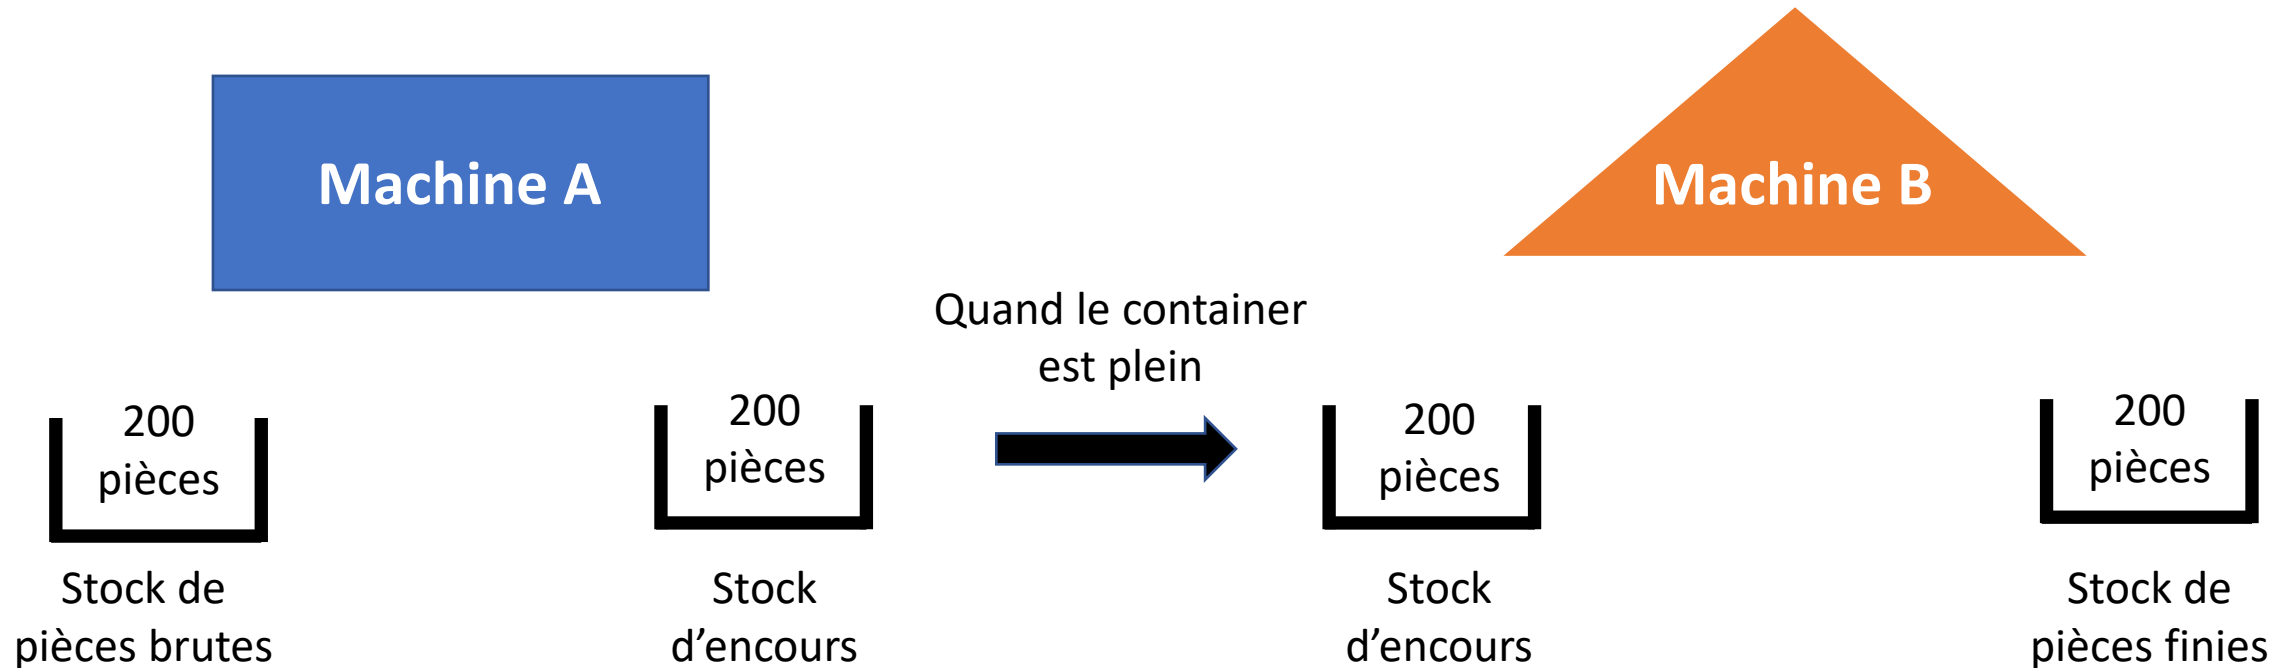 Machine A
Machine B
Quand le container
est plein
200
pièces
200
pièces
200
pièces
200
pièces
Stock de
pièces brutes
Stock
d’encours
Stock
d’encours
Stock de
pièces finies